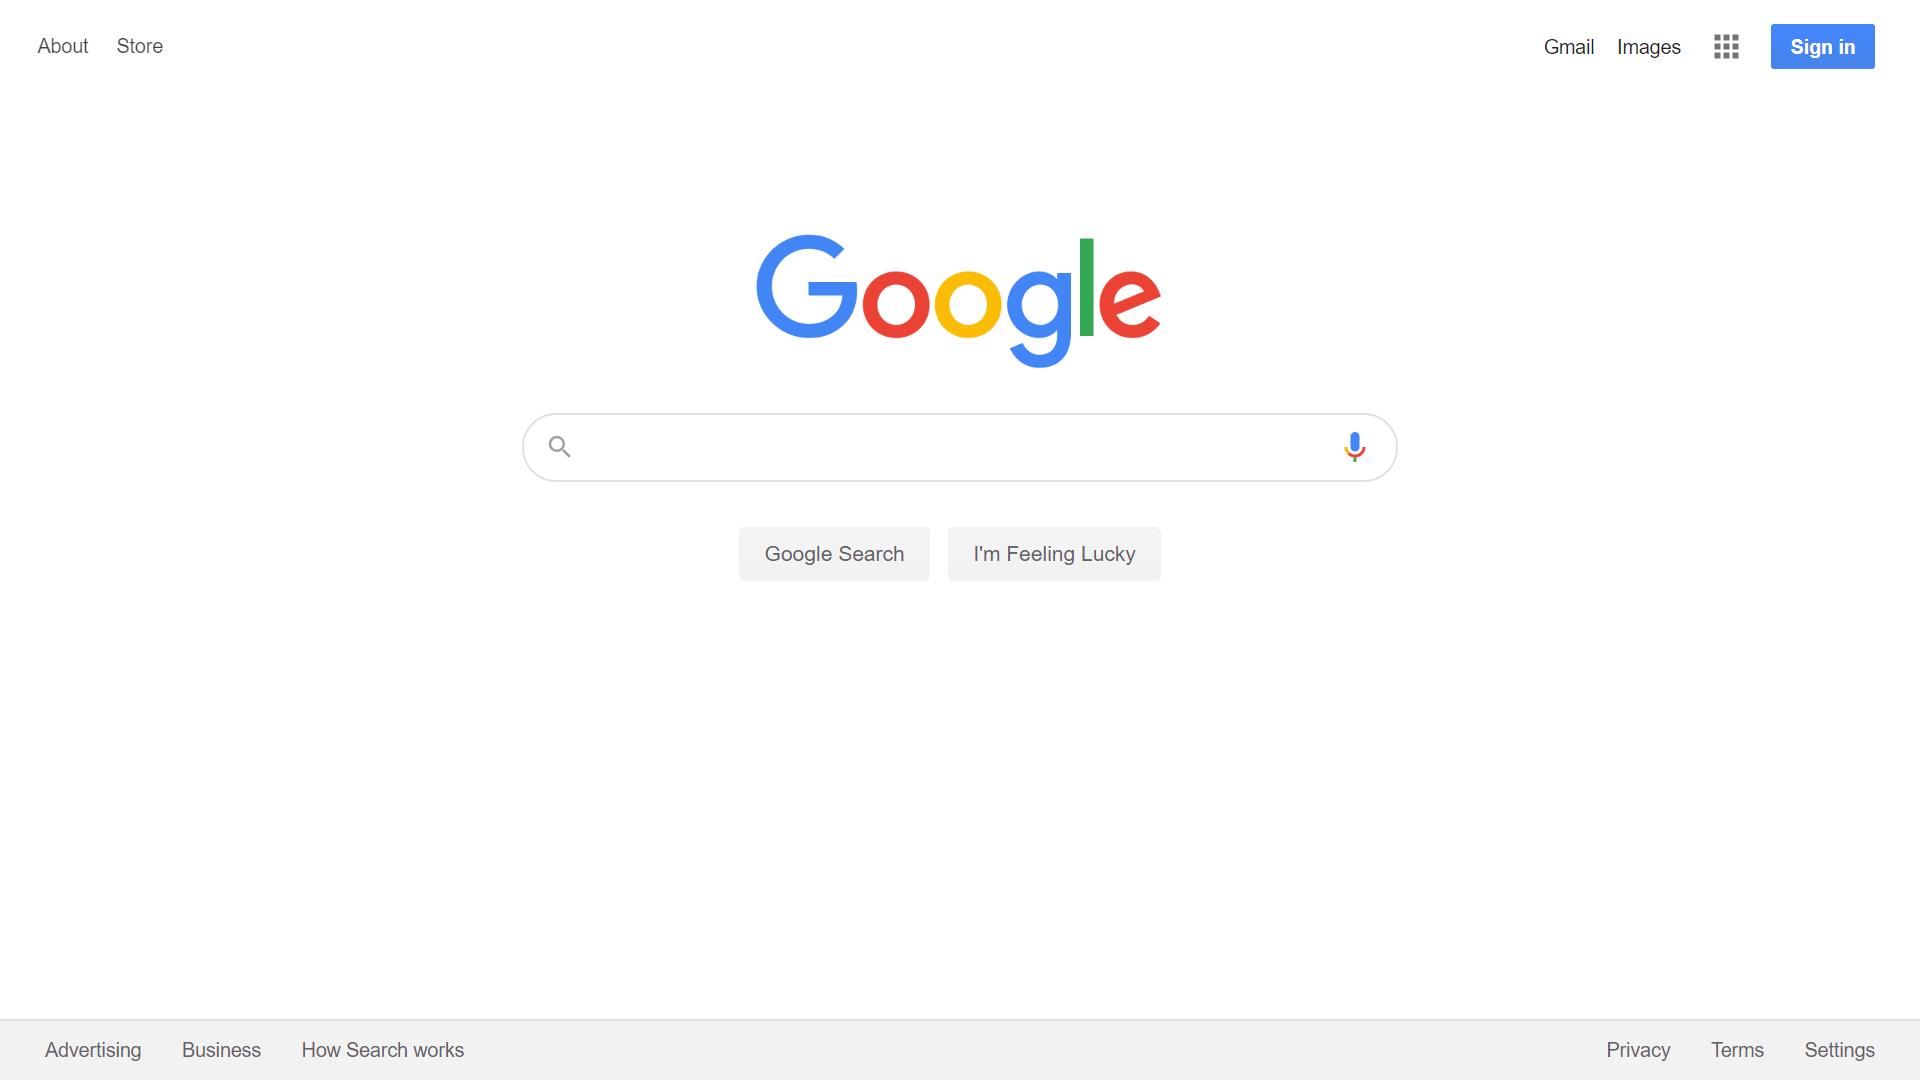 About Store
Gmail Images Sign in
Google
Google Search I'm Feeling Lucky
Advertising Business How Search works
Privacy Terms Settings